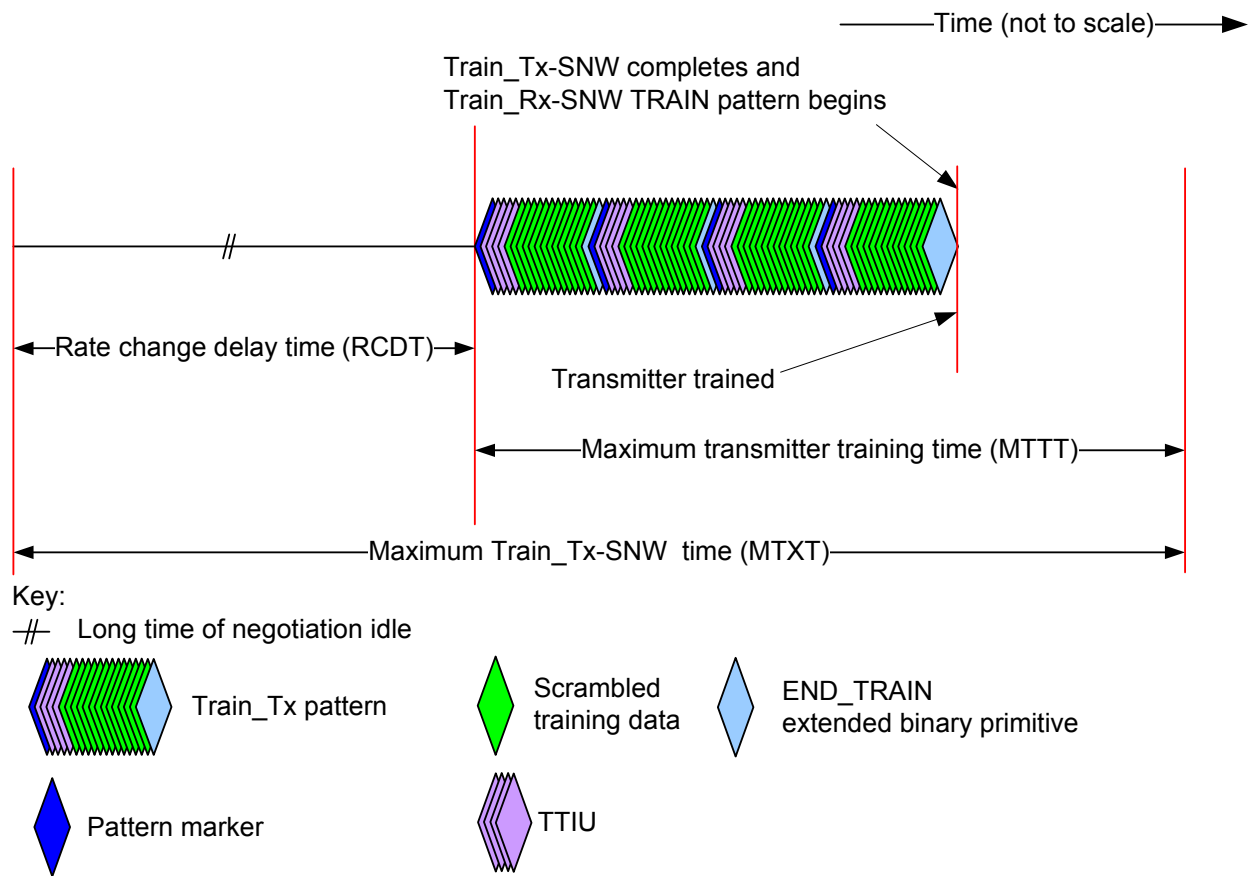 Time (not to scale)
Train_Tx-SNW completes and
Train_Rx-SNW TRAIN pattern begins
Rate change delay time (RCDT)
Transmitter trained
Maximum transmitter training time (MTTT)
Maximum Train_Tx-SNW time (MTXT)
Key:
Long time of negotiation idle
Train_Tx pattern
Scrambled
training data
END_TRAIN
extended binary primitive
Pattern marker
TTIU